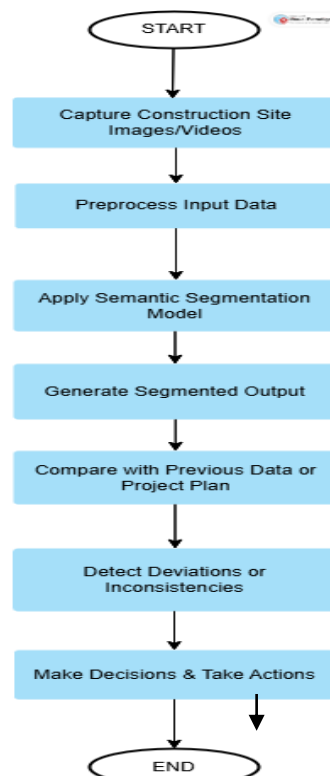 START
Capture Construction Site
Images/Videos
Preprocess Input Data
Apply Semantic Segmentation
Model
Generate Segmented Output
Compare with Previous Data or
Project Plan
Detect Deviations or
Inconsistencies
Make Decisions & Take Actions
END